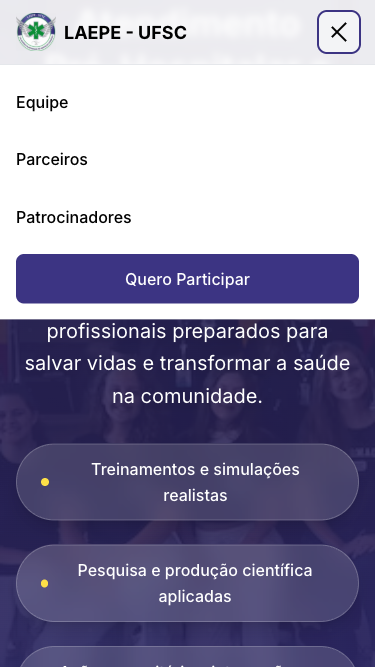 LAEPE - UFSC
Equipe
Parceiros
Patrocinadores
Quero Participar
profissionais preparados para
salvar vidas e transformar a saúde
na comunidade.
Treinamentos e simulações
realistas
Pesquisa e produção científica
aplicadas